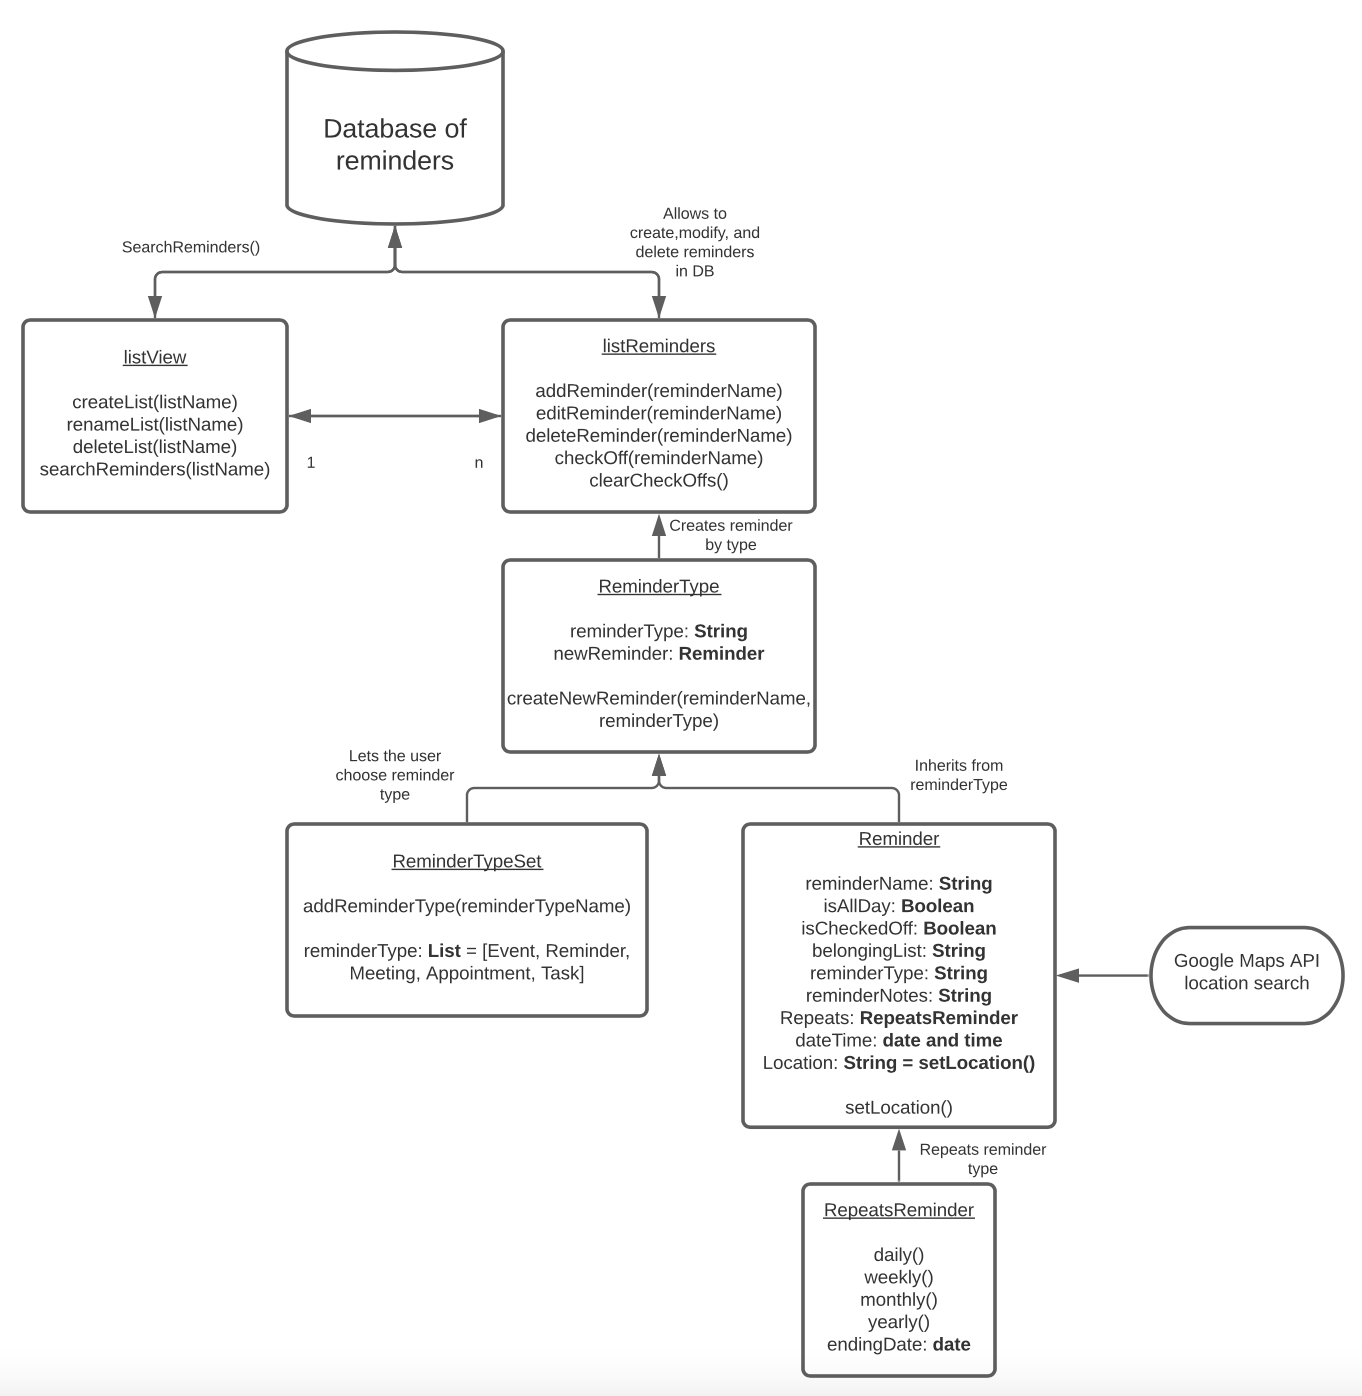 Database of
reminders
SearchReminders()
Allows to
create,modify, and
delete reminders
in DB
listView
createList(listName)
renameList(listName)
deleteList(listName)
searchReminders(listName)
1
n
listReminders
addReminder(reminderName)
editReminder(reminderName)
deleteReminder(reminderName)
checkOff(reminderName)
clearCheckOffs()
Creates reminder
by type
ReminderType
reminderType: String
newReminder: Reminder
createNewReminder(reminderName,
reminderType)
Lets the user
choose reminder
type
Inherits from
reminderType
ReminderTypeSet
addReminderType(reminderTypeName)
reminderType: List = [Event, Reminder,
Meeting, Appointment, Task]
Reminder
reminderName: String
isAllDay: Boolean
isCheckedOff: Boolean
belongingList: String
reminderType: String
reminderNotes: String
Repeats: RepeatsReminder
dateTime: date and time
Location: String = setLocation()
setLocation()
Google Maps API
location search
Repeats reminder
type
RepeatsReminder
daily()
weekly()
monthly()
yearly()
endingDate: date